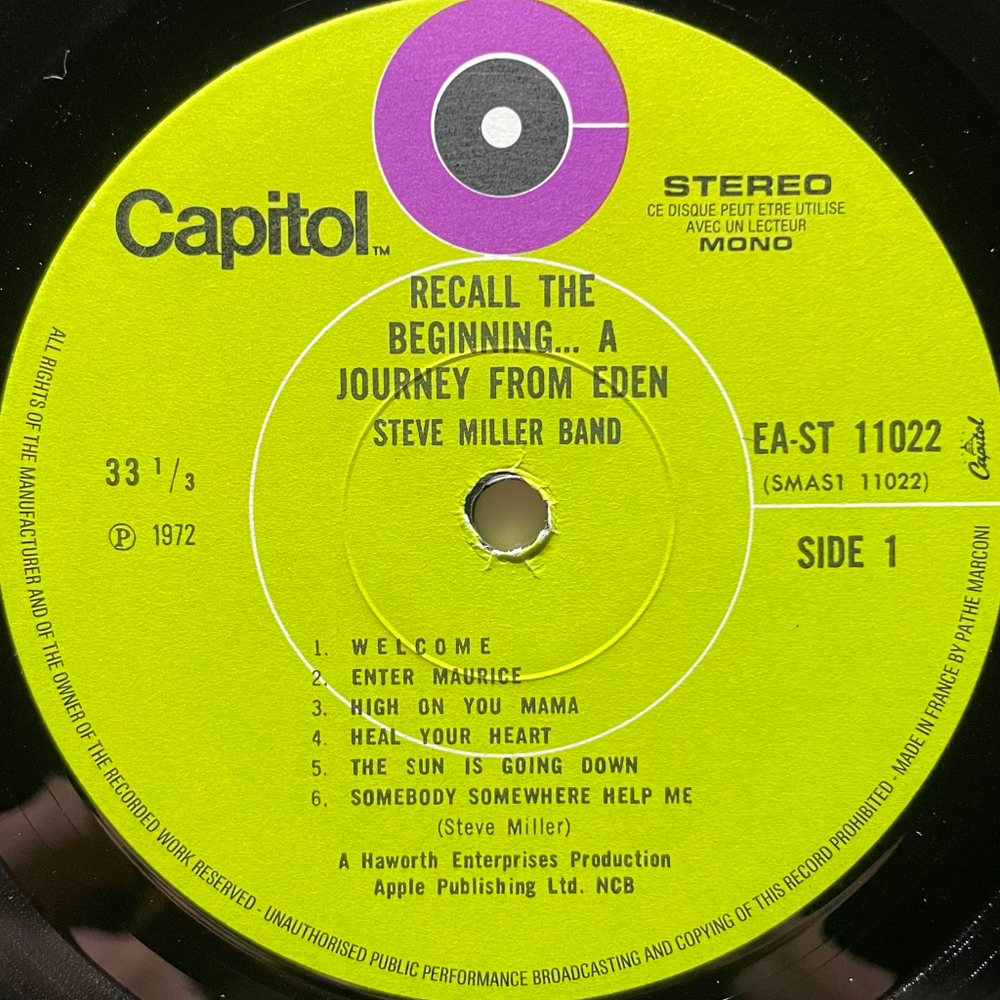 Capitol™
STEREO
CE DISQUE PEUT ETRE UTILISE
AVEC UN LECTEUR
MONO
RECALL THE
BEGINNING... A
JOURNEY FROM EDEN
STEVE MILLER BAND
33 1/3
Ⓟ 1972
EA-ST 11022
(SMAS1 11022)
Capitol
SIDE 1
1. WELCOME
2. ENTER MAURICE
3. HIGH ON YOU MAMA
4. HEAL YOUR HEART
5. THE SUN IS GOING DOWN
6. SOMEBODY SOMEWHERE HELP ME
(Steve Miller)
A Haworth Enterprises Production
Apple Publishing Ltd. NCB
ALL RIGHTS OF THE MANUFACTURER AND OF THE OWNER OF THE RECORDED WORK RESERVED - UNAUTHORISED PUBLIC PERFORMANCE BROADCASTING AND COPYING OF THIS RECORD PROHIBITED - MADE IN FRANCE BY PATHE MARCONI